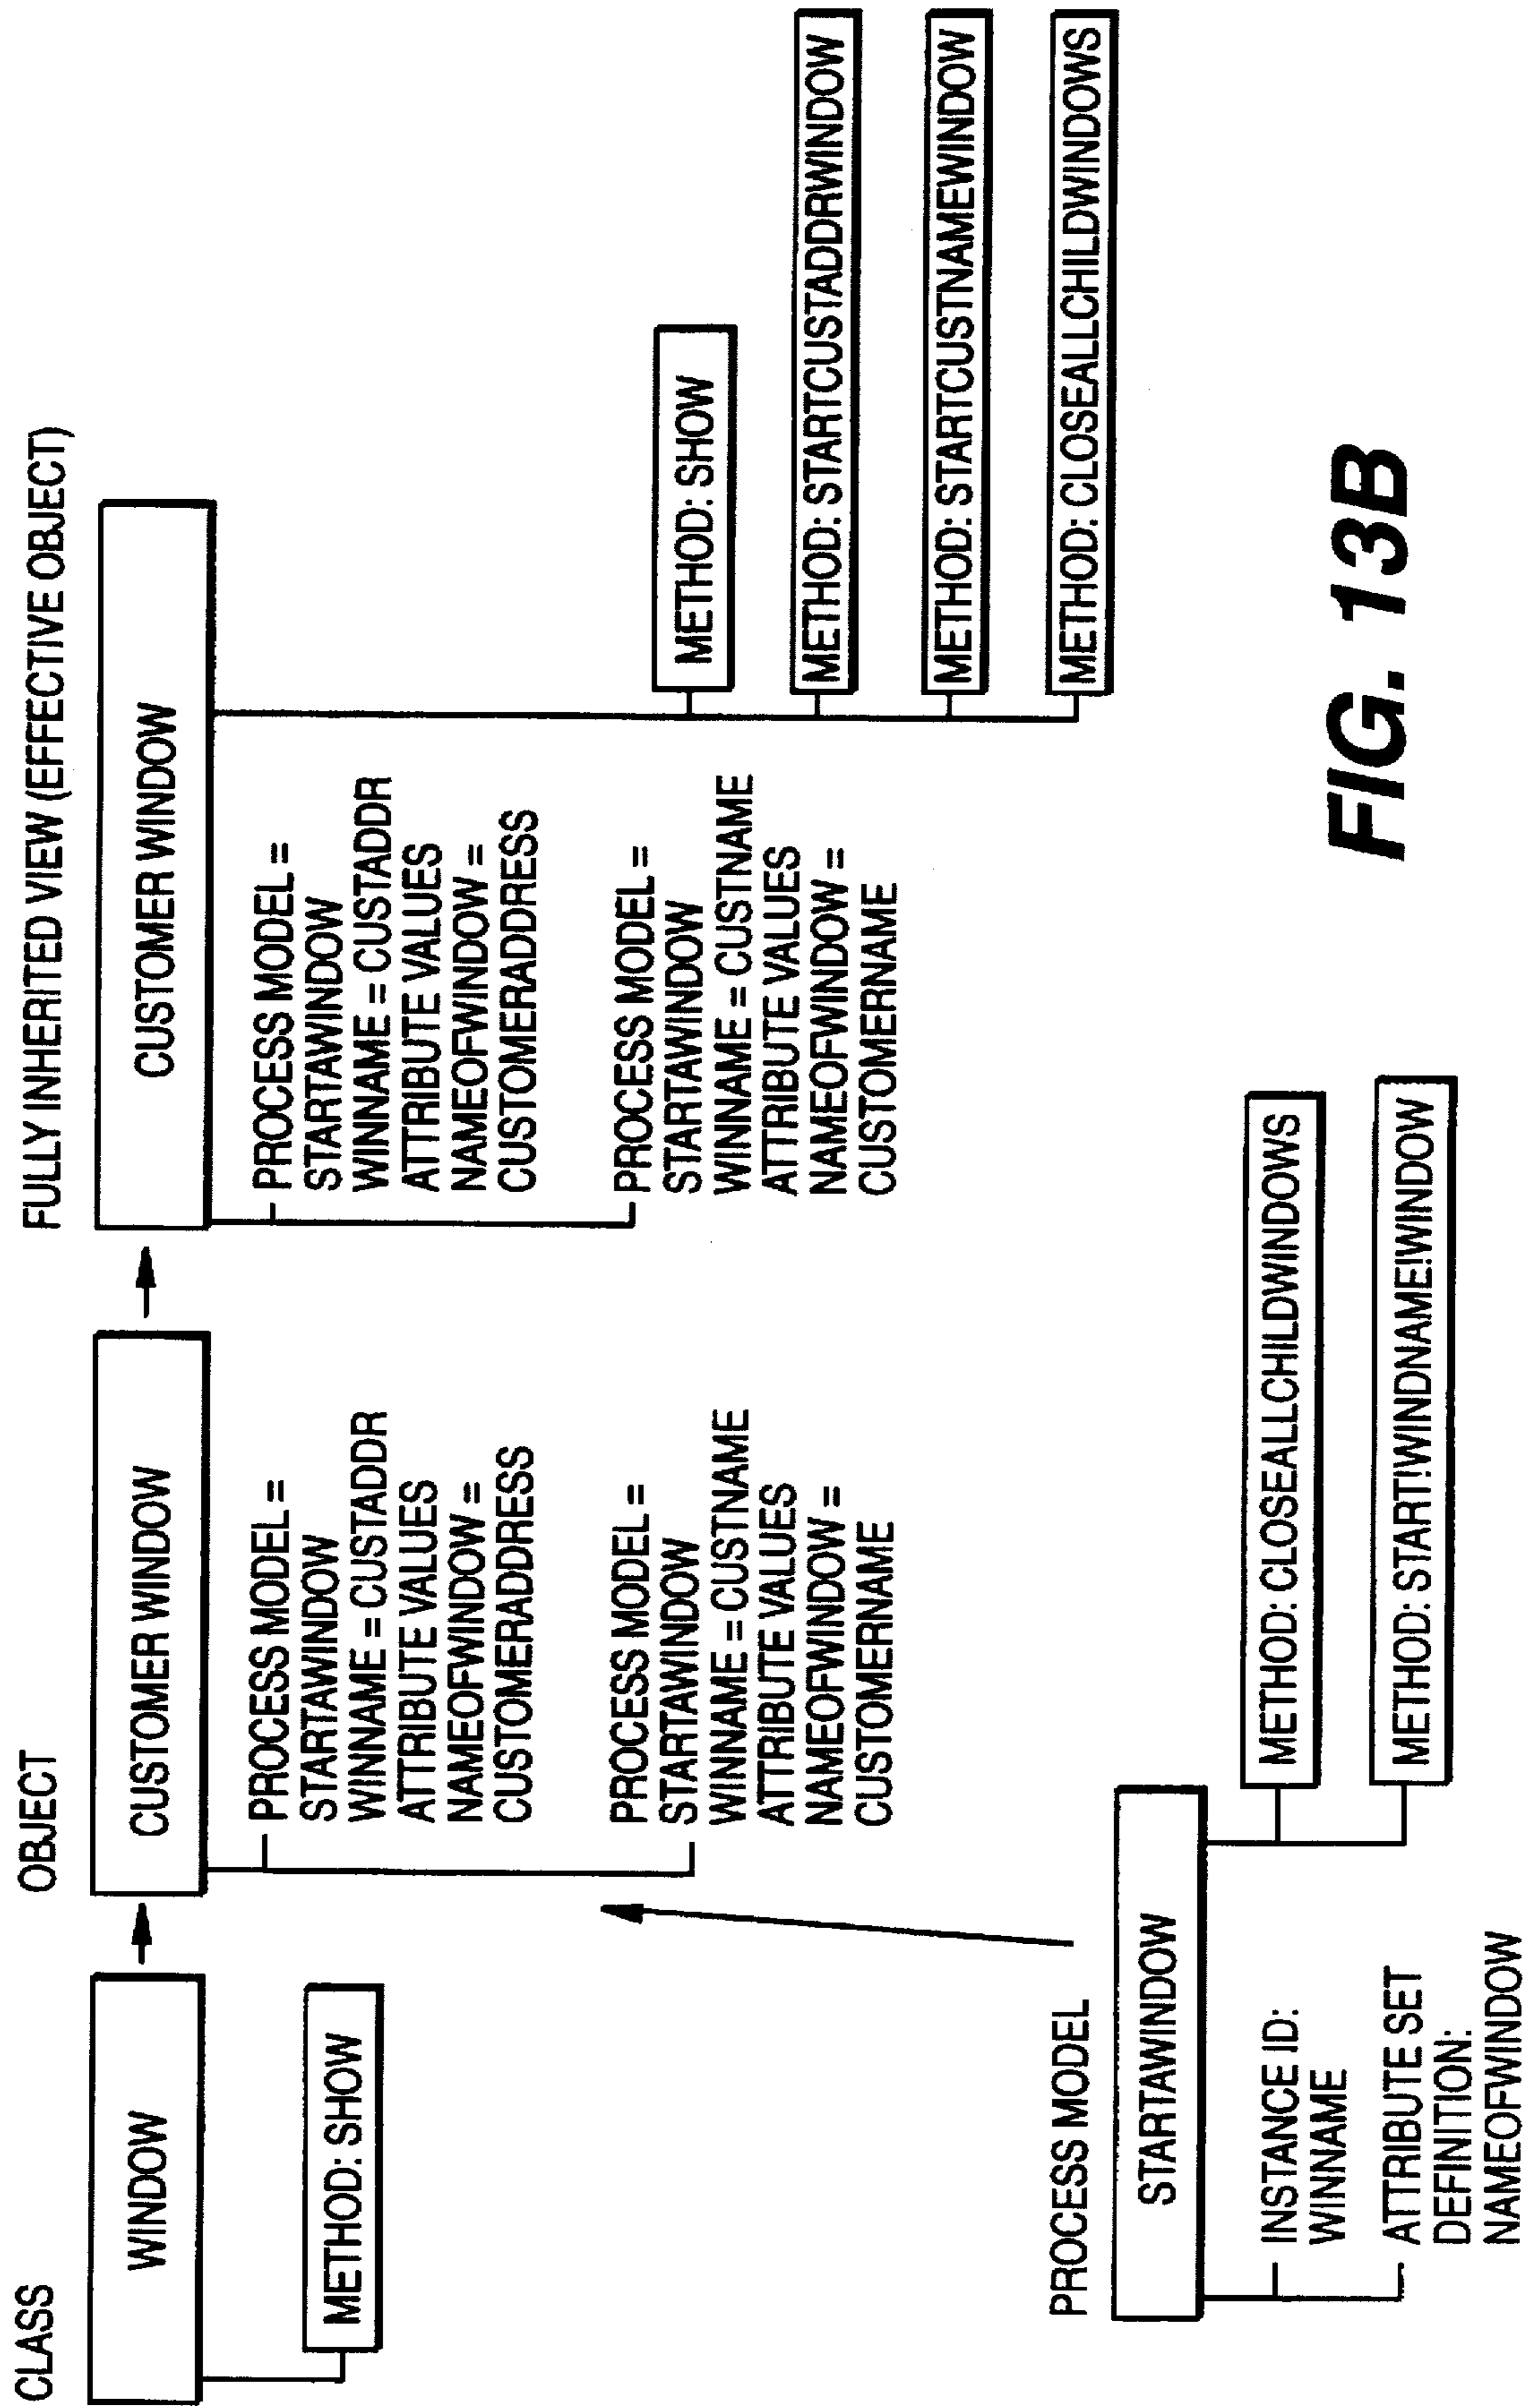 CLASS
WINDOW
METHOD: SHOW
OBJECT
CUSTOMER WINDOW
PROCESS MODEL =
STARTAWINDOW
WINNAME = CUSTADDR
ATTRIBUTE VALUES
NAMEOFWINDOW =
CUSTOMERADDRESS
PROCESS MODEL =
STARTAWINDOW
WINNAME = CUSTNAME
ATTRIBUTE VALUES
NAMEOFWINDOW =
CUSTOMERNAME
FULLY INHERITED VIEW (EFFECTIVE OBJECT)
CUSTOMER WINDOW
PROCESS MODEL =
STARTAWINDOW
WINNAME = CUSTADDR
ATTRIBUTE VALUES
NAMEOFWINDOW =
CUSTOMERADDRESS
PROCESS MODEL =
STARTAWINDOW
WINNAME = CUSTNAME
ATTRIBUTE VALUES
NAMEOFWINDOW =
CUSTOMERNAME
METHOD: SHOW
METHOD: STARTCUSTADDRWINDOW
METHOD: STARTCUSTNAMEWINDOW
METHOD: CLOSEALLCHILDWINDOWS
PROCESS MODEL
STARTAWINDOW
INSTANCE ID:
WINNAME
ATTRIBUTE SET
DEFINITION:
NAMEOFWINDOW
METHOD: CLOSEALLCHILDWINDOWS
METHOD: START!WINDNAME!WINDOW
FIG. 13B